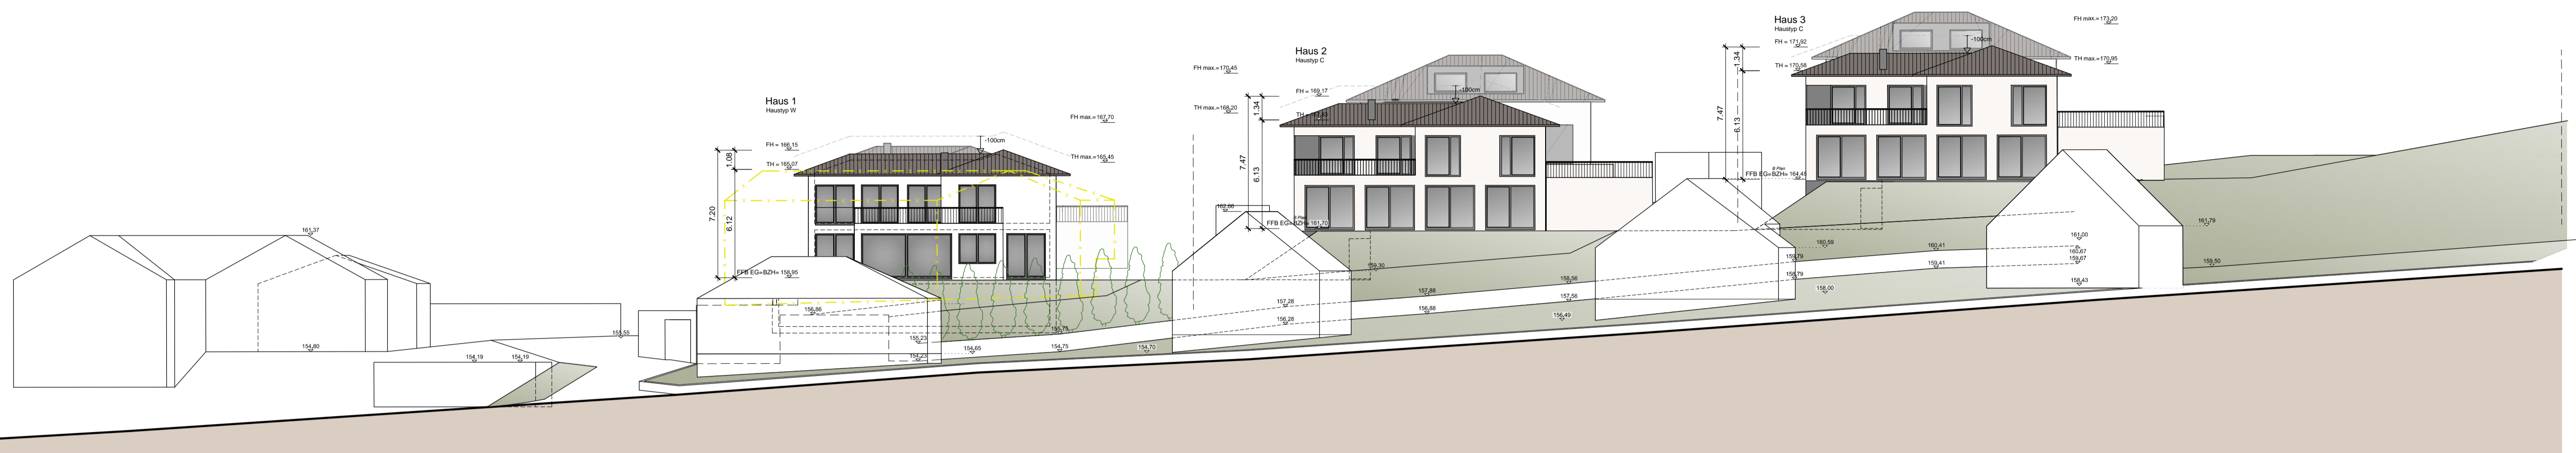 Haus 1
Haustyp W
FH max.=167,70
FH = 166,15
-100cm
TH = 165,07
TH max.=165,45
1.08
7.20
6.12
FFB EG=BZH= 158,95
161,37
154,80
154,19
154,19
155,55
156,86
155,23
154,23
154,65
155,75
154,75
154,70
Haus 2
Haustyp C
FH max.=170,45
FH = 169,17
-100cm
TH max.=168,20
1.34
7.47
6.13
162,66
FFB EG=BZH= 161,70
159,30
157,28
156,28
157,88
156,88
158,56
157,56
156,49
Haus 3
Haustyp C
FH max.=173,20
FH = 171,92
-100cm
TH = 170,58
TH max.=170,95
1.34
7.47
6.13
B Plan
FFB EG=BZH= 164,45
160,59
159,79
158,79
158,00
160,41
159,41
161,00
160,67
159,67
158,43
161,79
159,50